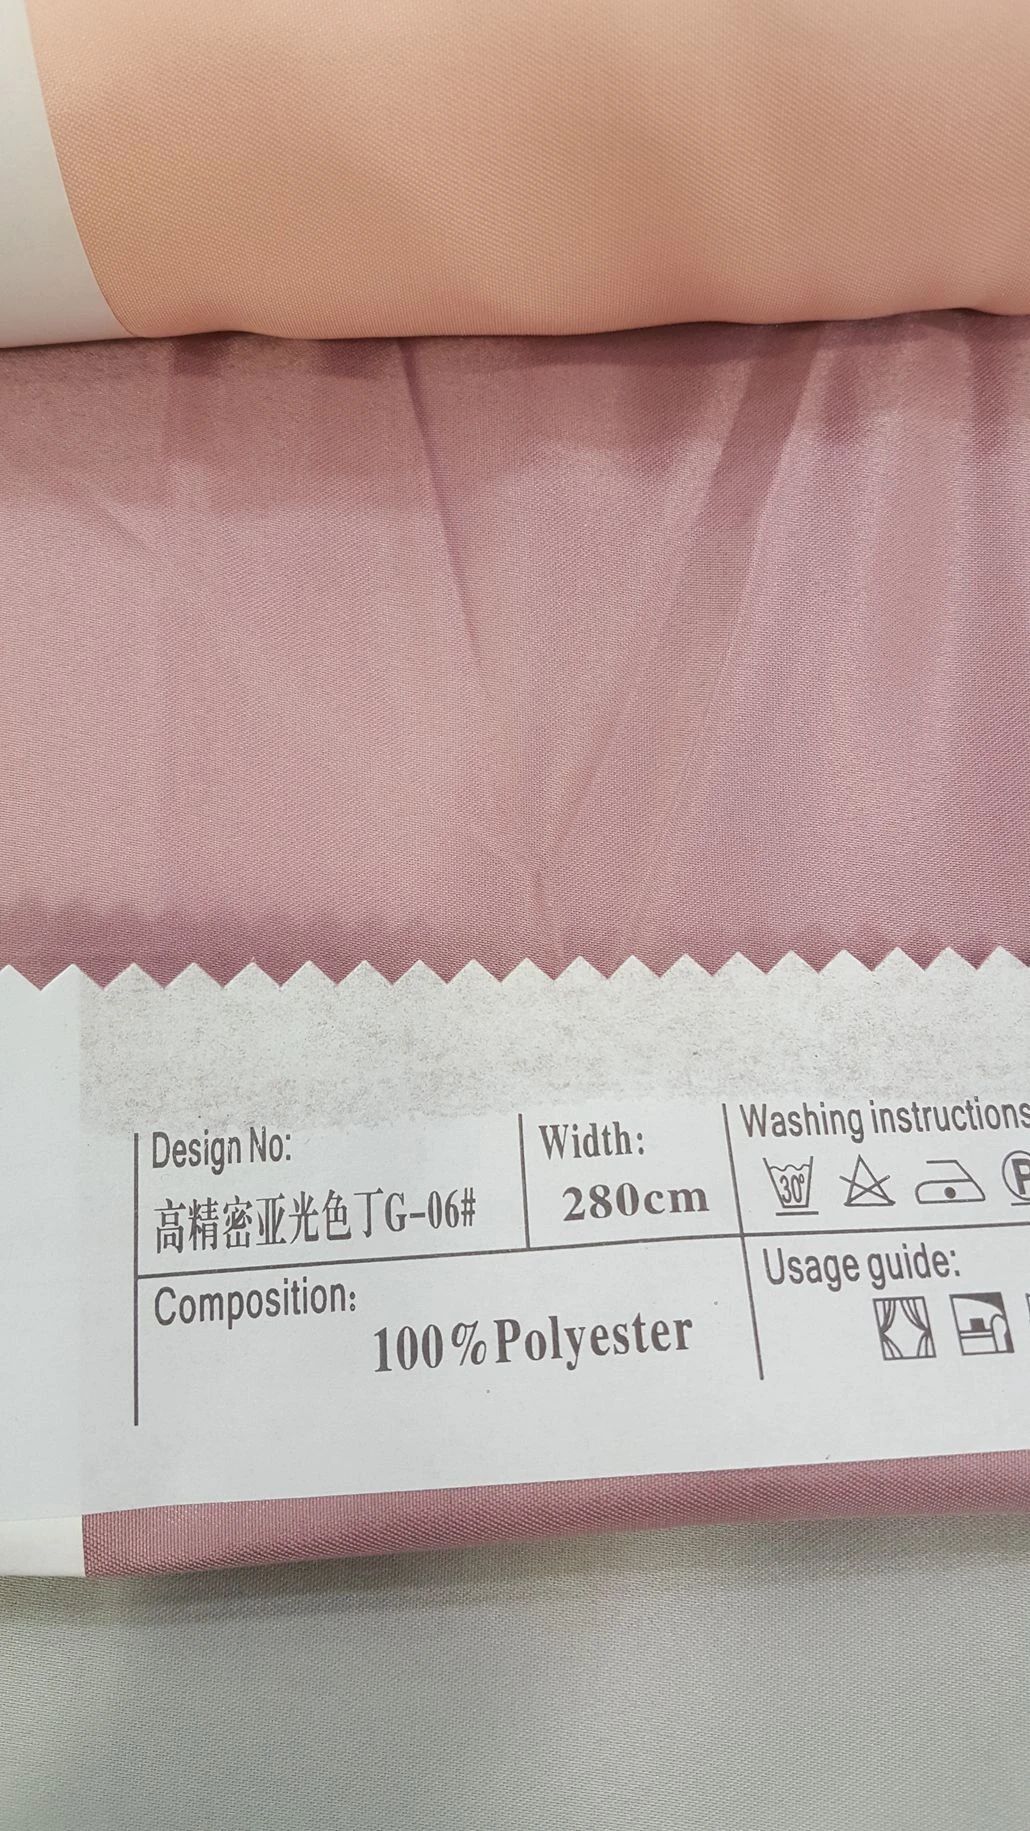 Design No:
高精密亚光色丁G-06#
Width:
280cm
Washing instructions
30°
P
Composition:
100%Polyester
Usage guide: